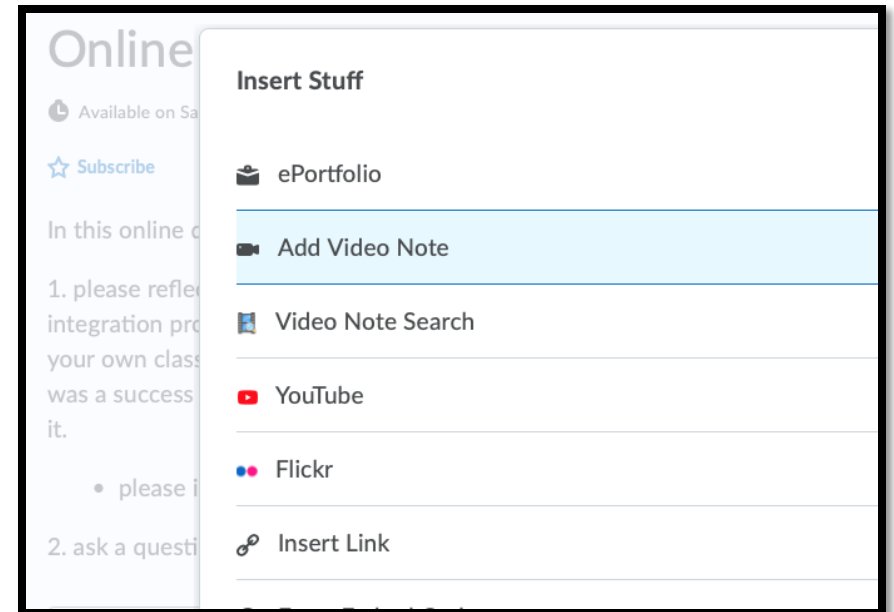 Online
Insert Stuff
Available on Sa
Subscribe
ePortfolio
In this online
Add Video Note
1. please refle
integration pro
your own class
was a success
it.
Video Note Search
YouTube
Flickr
please i
2. ask a questi
Insert Link